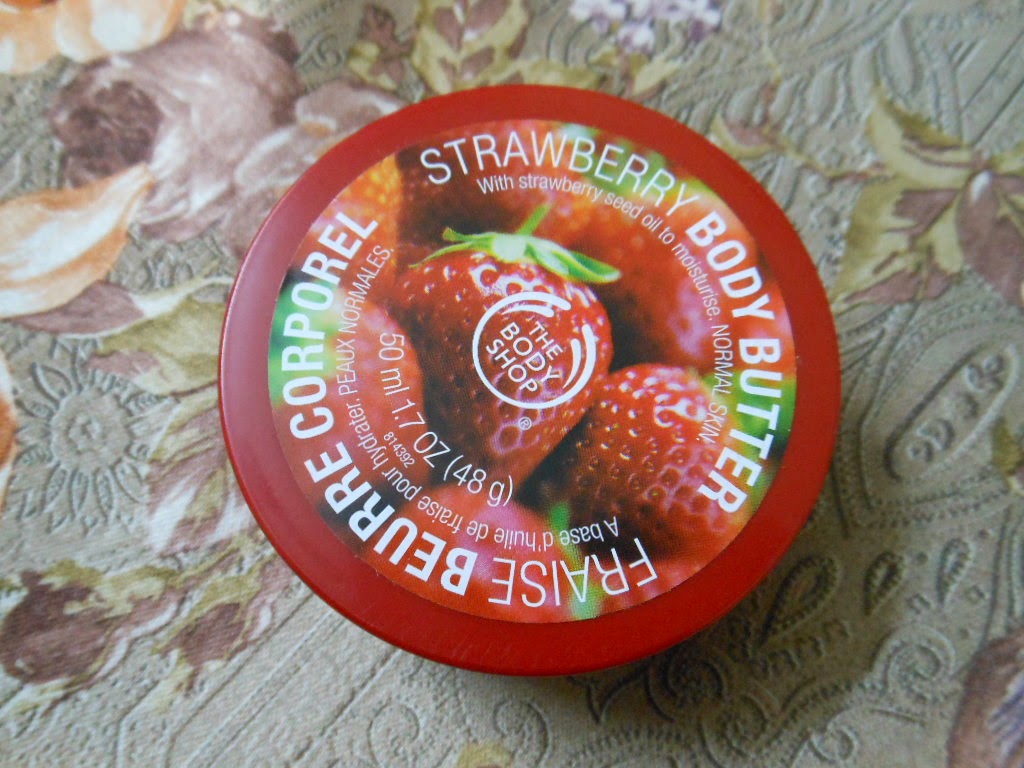 STRAWBERRY BODY BUTTER
With strawberry seed oil to moisturise. NORMAL SKIN.
THE
BODY
SHOP
®
50 ml 1.7 OZ (48 g)
814392
FRAISE BEURRE CORPOREL
A base d'huile de fraise pour hydrater. PEAUX NORMALES.